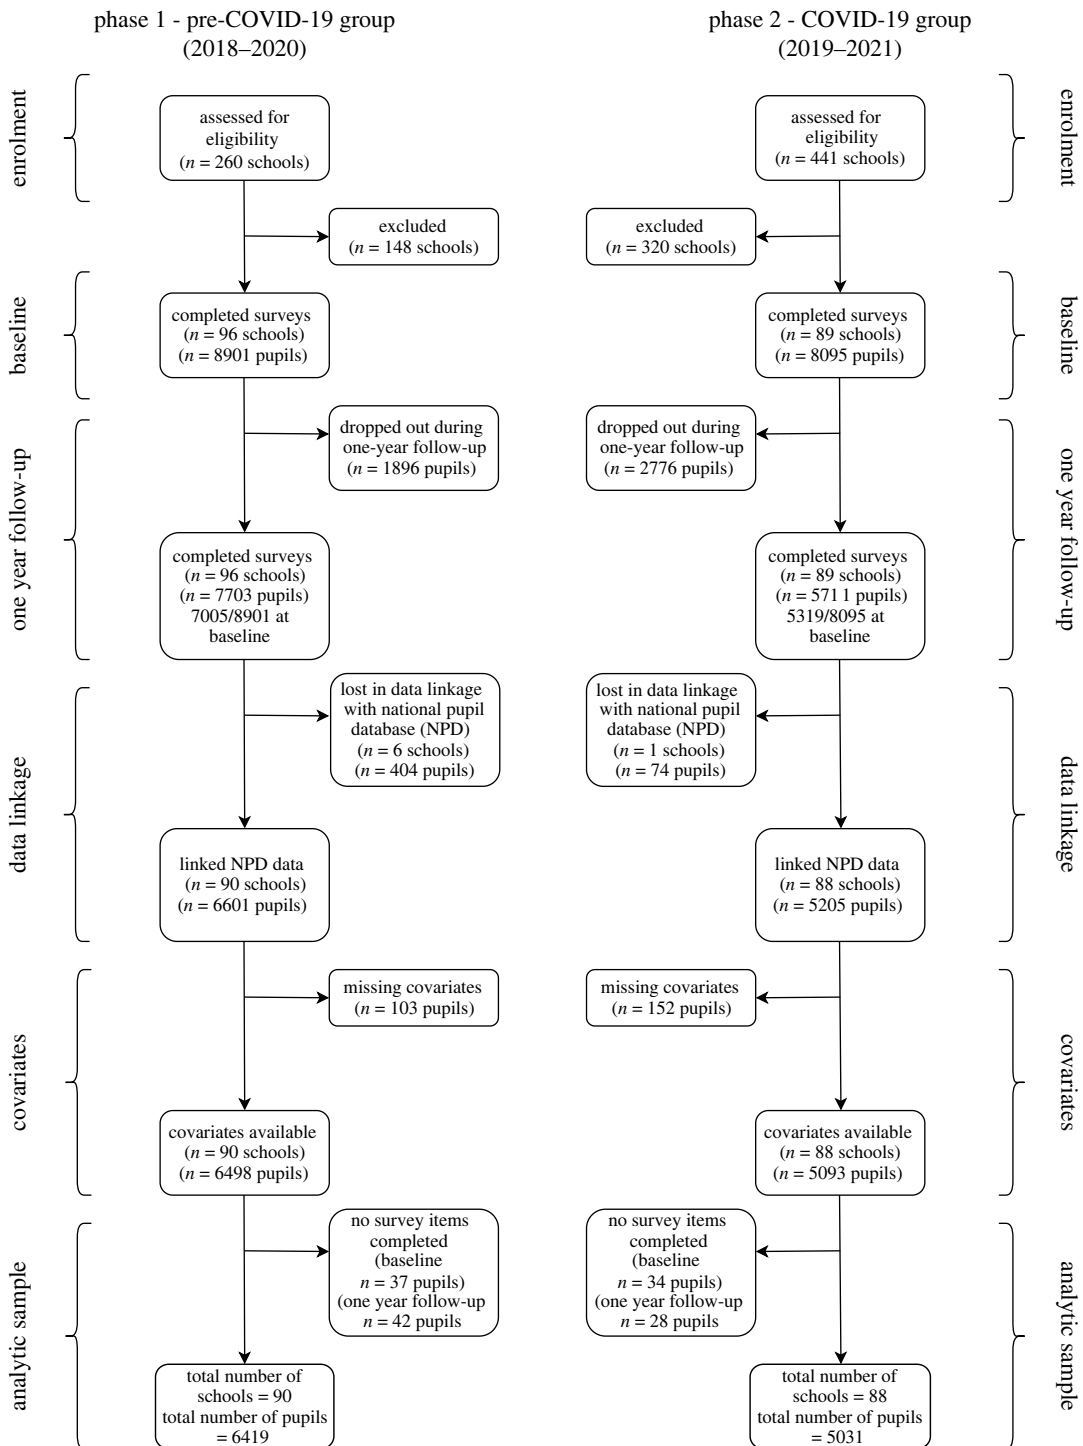 phase 1 - pre-COVID-19 group
(2018–2020)
enrolment
assessed for
eligibility
(n = 260 schools)
excluded
(n = 148 schools)
baseline
completed surveys
(n = 96 schools)
(n = 8901 pupils)
one year follow-up
dropped out during
one-year follow-up
(n = 1896 pupils)
completed surveys
(n = 96 schools)
(n = 7703 pupils)
7005/8901 at
baseline
data linkage
lost in data linkage
with national pupil
database (NPD)
(n = 6 schools)
(n = 404 pupils)
linked NPD data
(n = 90 schools)
(n = 6601 pupils)
covariates
missing covariates
(n = 103 pupils)
covariates available
(n = 90 schools)
(n = 6498 pupils)
analytic sample
no survey items
completed
(baseline
n = 37 pupils)
(one year follow-up
n = 42 pupils
total number of
schools = 90
total number of pupils
= 6419
phase 2 - COVID-19 group
(2019–2021)
enrolment
assessed for
eligibility
(n = 441 schools)
excluded
(n = 320 schools)
baseline
completed surveys
(n = 89 schools)
(n = 8095 pupils)
one year follow-up
dropped out during
one-year follow-up
(n = 2776 pupils)
completed surveys
(n = 89 schools)
(n = 5711 pupils)
5319/8095 at
baseline
data linkage
lost in data linkage
with national pupil
database (NPD)
(n = 1 schools)
(n = 74 pupils)
linked NPD data
(n = 88 schools)
(n = 5205 pupils)
covariates
missing covariates
(n = 152 pupils)
covariates available
(n = 88 schools)
(n = 5093 pupils)
analytic sample
no survey items
completed
(baseline
n = 34 pupils)
(one year follow-up
n = 28 pupils
total number of
schools = 88
total number of pupils
= 5031